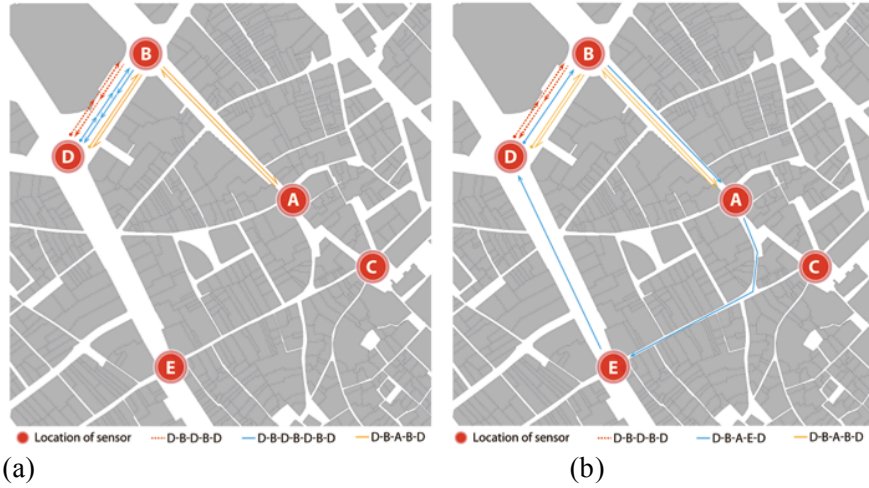 B
D
A
C
E
Location of sensor D-B-D-B-D D-B-D-B-D-B-D D-B-A-B-D
(a)
B
D
A
C
E
Location of sensor D-B-D-B-D D-B-A-E-D D-B-A-B-D
(b)